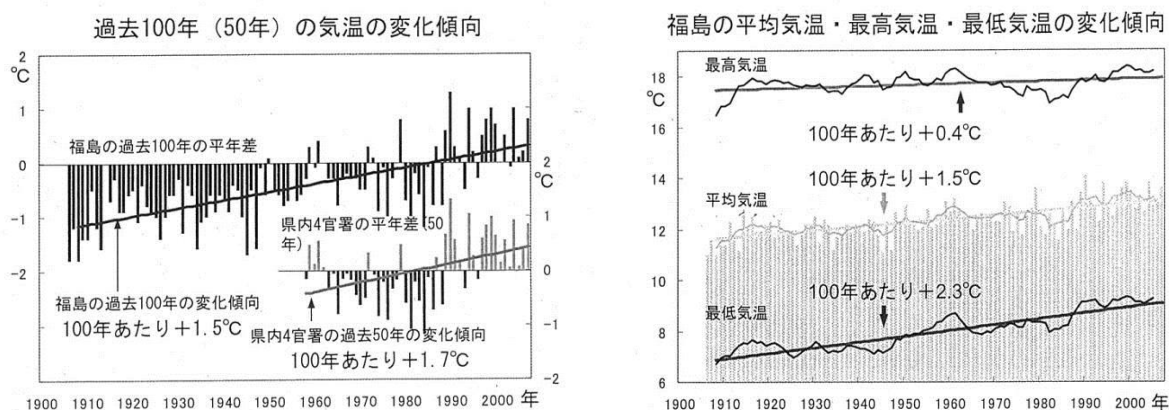 過去100年（50年）の気温の変化傾向
2
℃
1
0
-1
-2
福島の過去100年の平年差
2
℃
1
0
-1
-2
県内4官署の平年差(50
年)
福島の過去100年の変化傾向
100年あたり＋1.5℃
県内4官署の過去50年の変化傾向
100年あたり＋1.7℃
1900 1910 1920 1930 1940 1950 1960 1970 1980 1990 2000 年
福島の平均気温・最高気温・最低気温の変化傾向
最高気温
18
℃
16
14
12
10
8
6
100年あたり＋0.4℃
100年あたり＋1.5℃
平均気温
100年あたり＋2.3℃
最低気温
1900 1910 1920 1930 1940 1950 1960 1970 1980 1990 2000 年